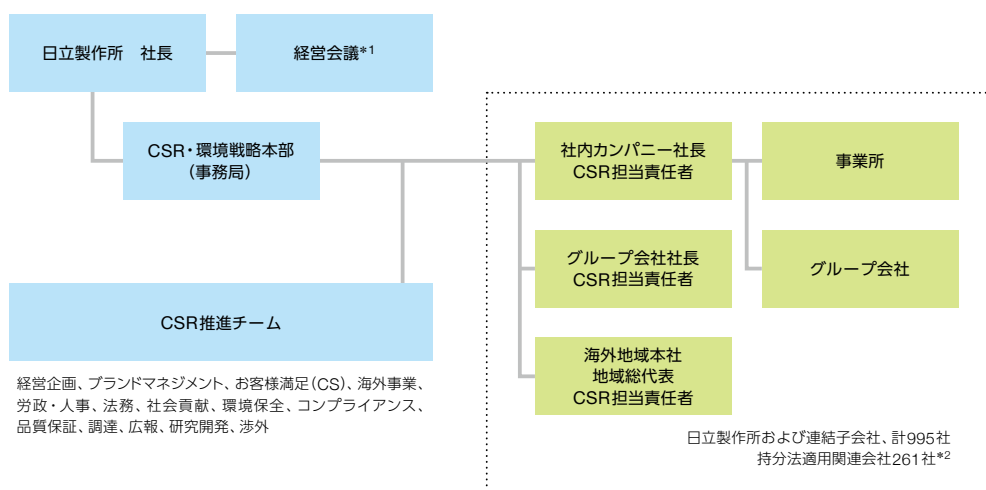 日立製作所　社長
経営会議*1
CSR・環境戦略本部
（事務局）
CSR推進チーム
経営企画、ブランドマネジメント、お客様満足（CS）、海外事業、
労政・人事、法務、社会貢献、環境保全、コンプライアンス、
品質保証、調達、広報、研究開発、渉外
社内カンパニー社長
CSR担当責任者
事業所
グループ会社社長
CSR担当責任者
グループ会社
海外地域本社
地域総代表
CSR担当責任者
日立製作所および連結子会社、計995社
持分法適用関連会社261社*2